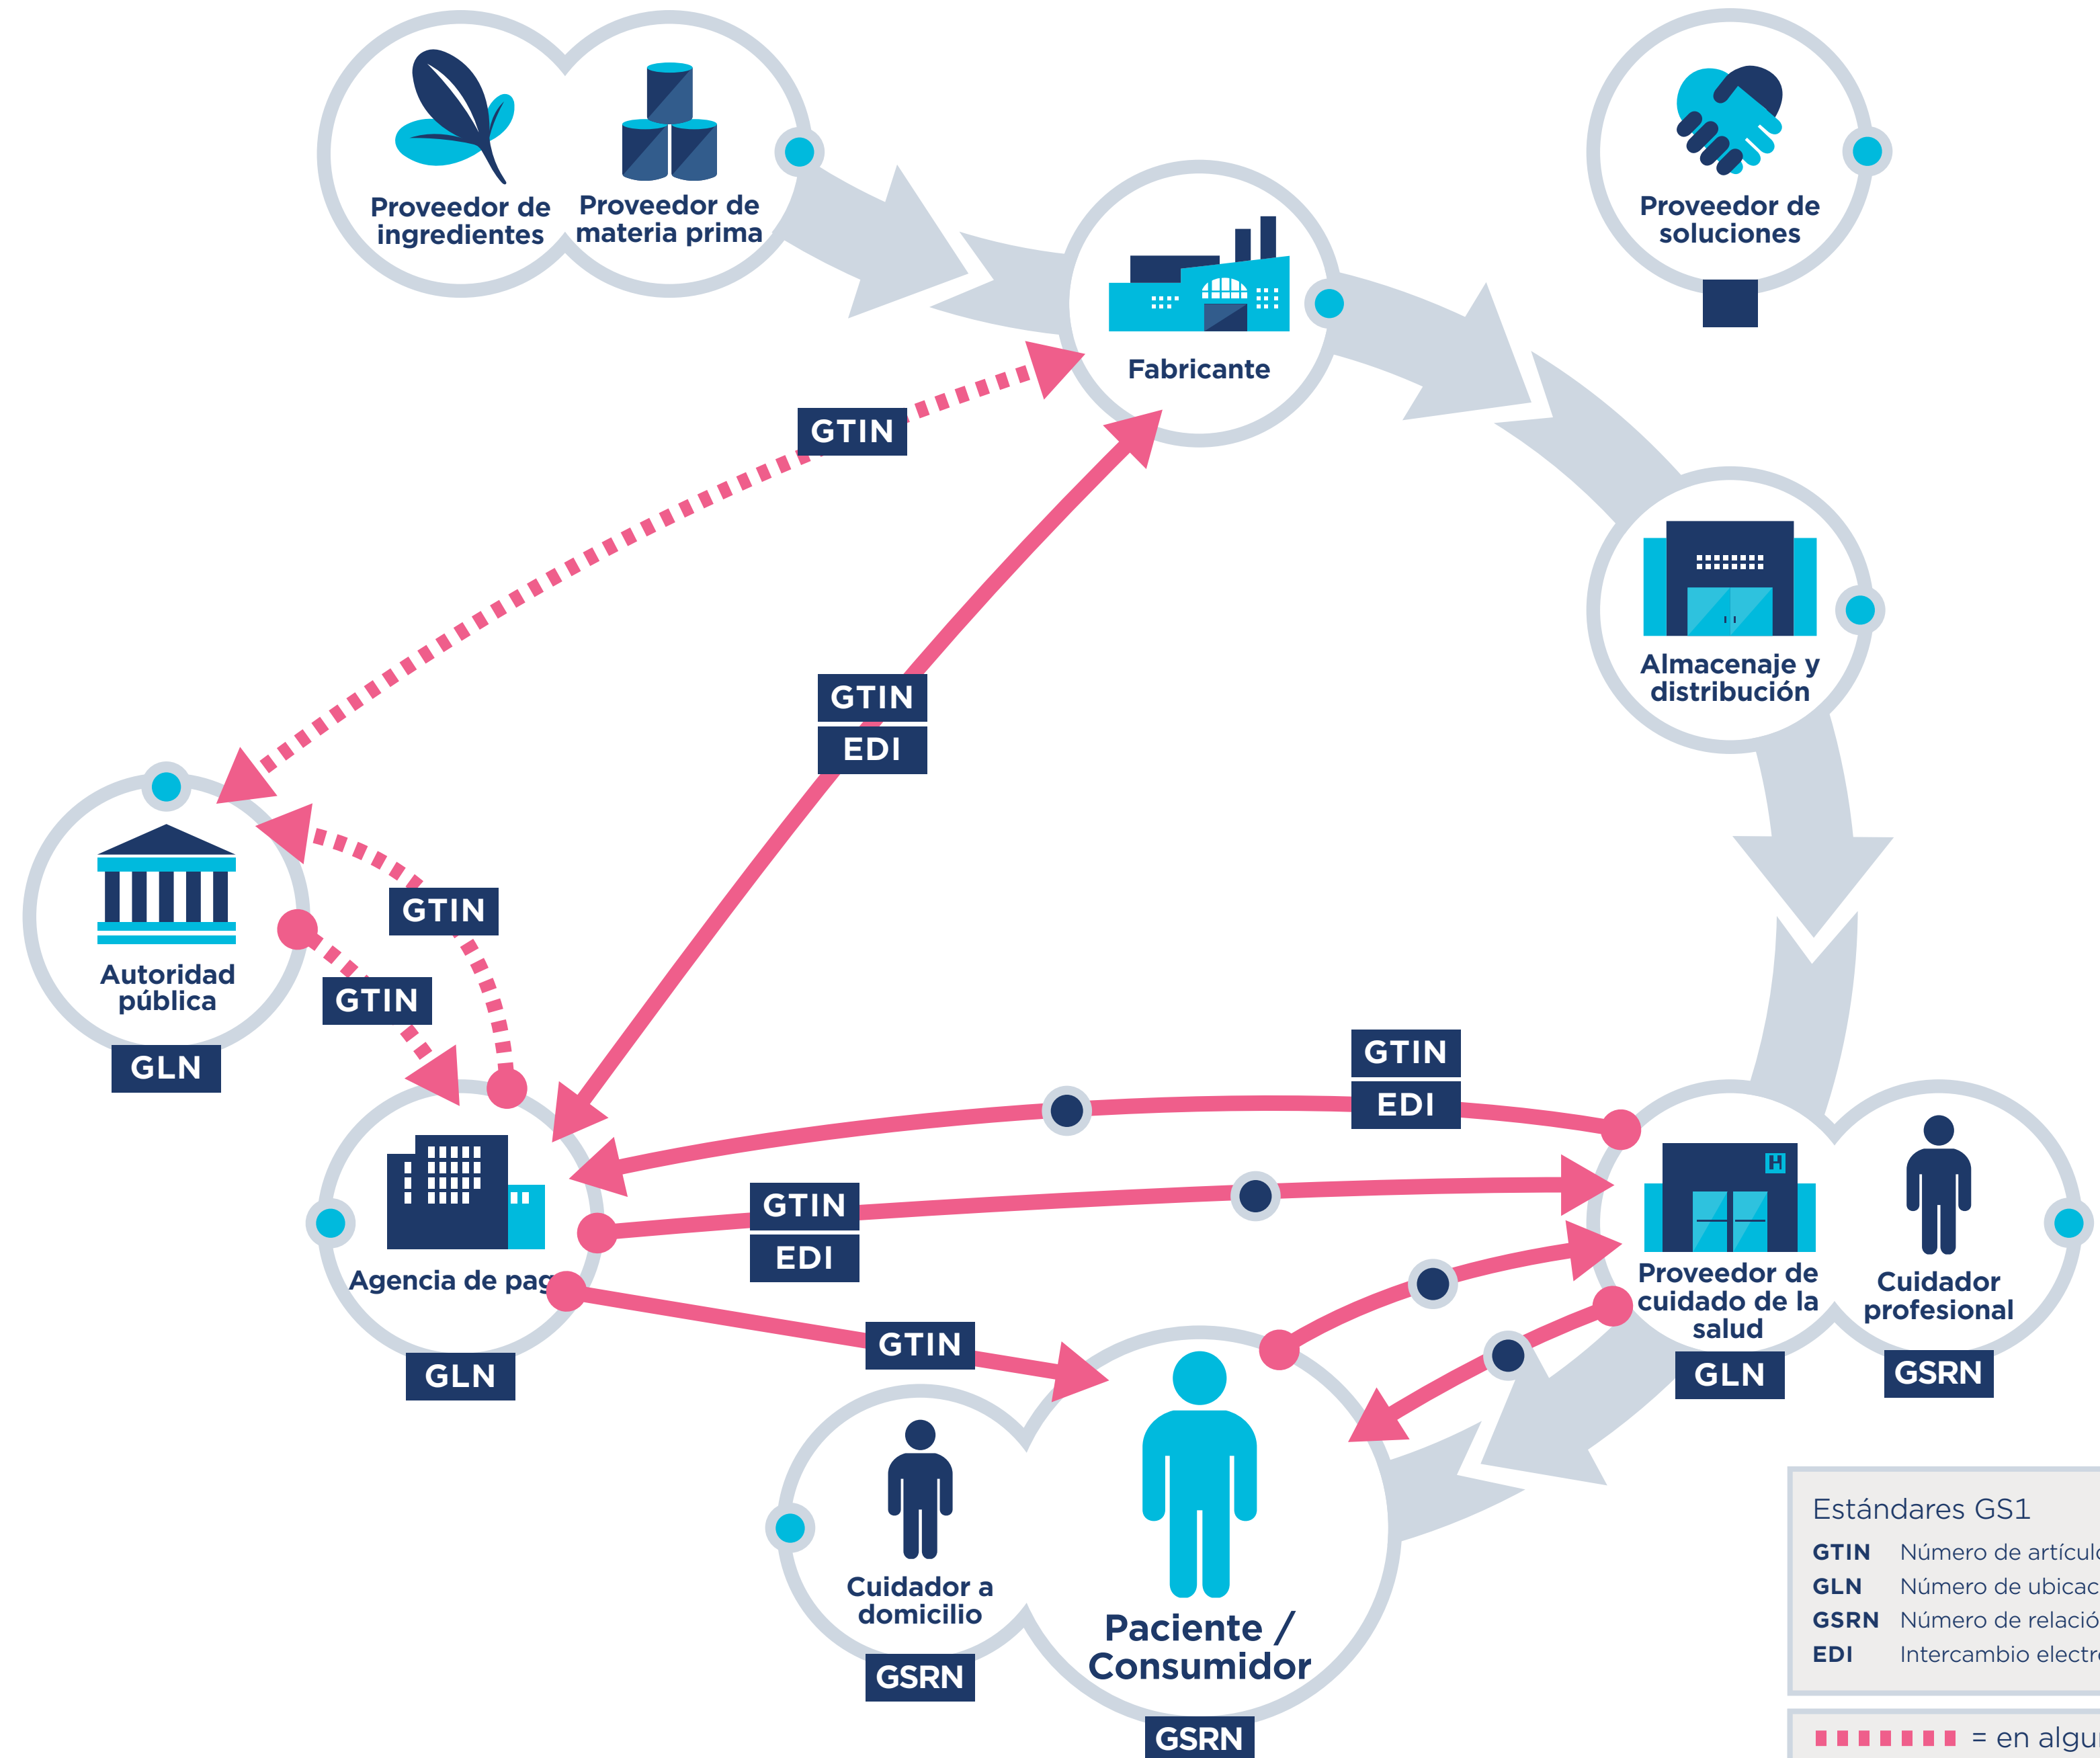 Proveedor de
ingredientes
Proveedor de
materia prima
Proveedor de
soluciones
Fabricante
GTIN
Almacenaje y
distribución
GTIN
EDI
GTIN
Autoridad
pública
GTIN
GLN
GTIN
EDI
GTIN
EDI
H
Agencia de pag
Proveedor de
cuidado de la
salud
Cuidador
profesional
GTIN
GLN
GLN
GSRN
Estándares GS1
GTIN Número de artícul
GLN Número de ubicac
GSRN Número de relació
EDI Intercambio electr
Cuidador a
domicilio
Paciente /
Consumidor
GSRN
GSRN
= en algu